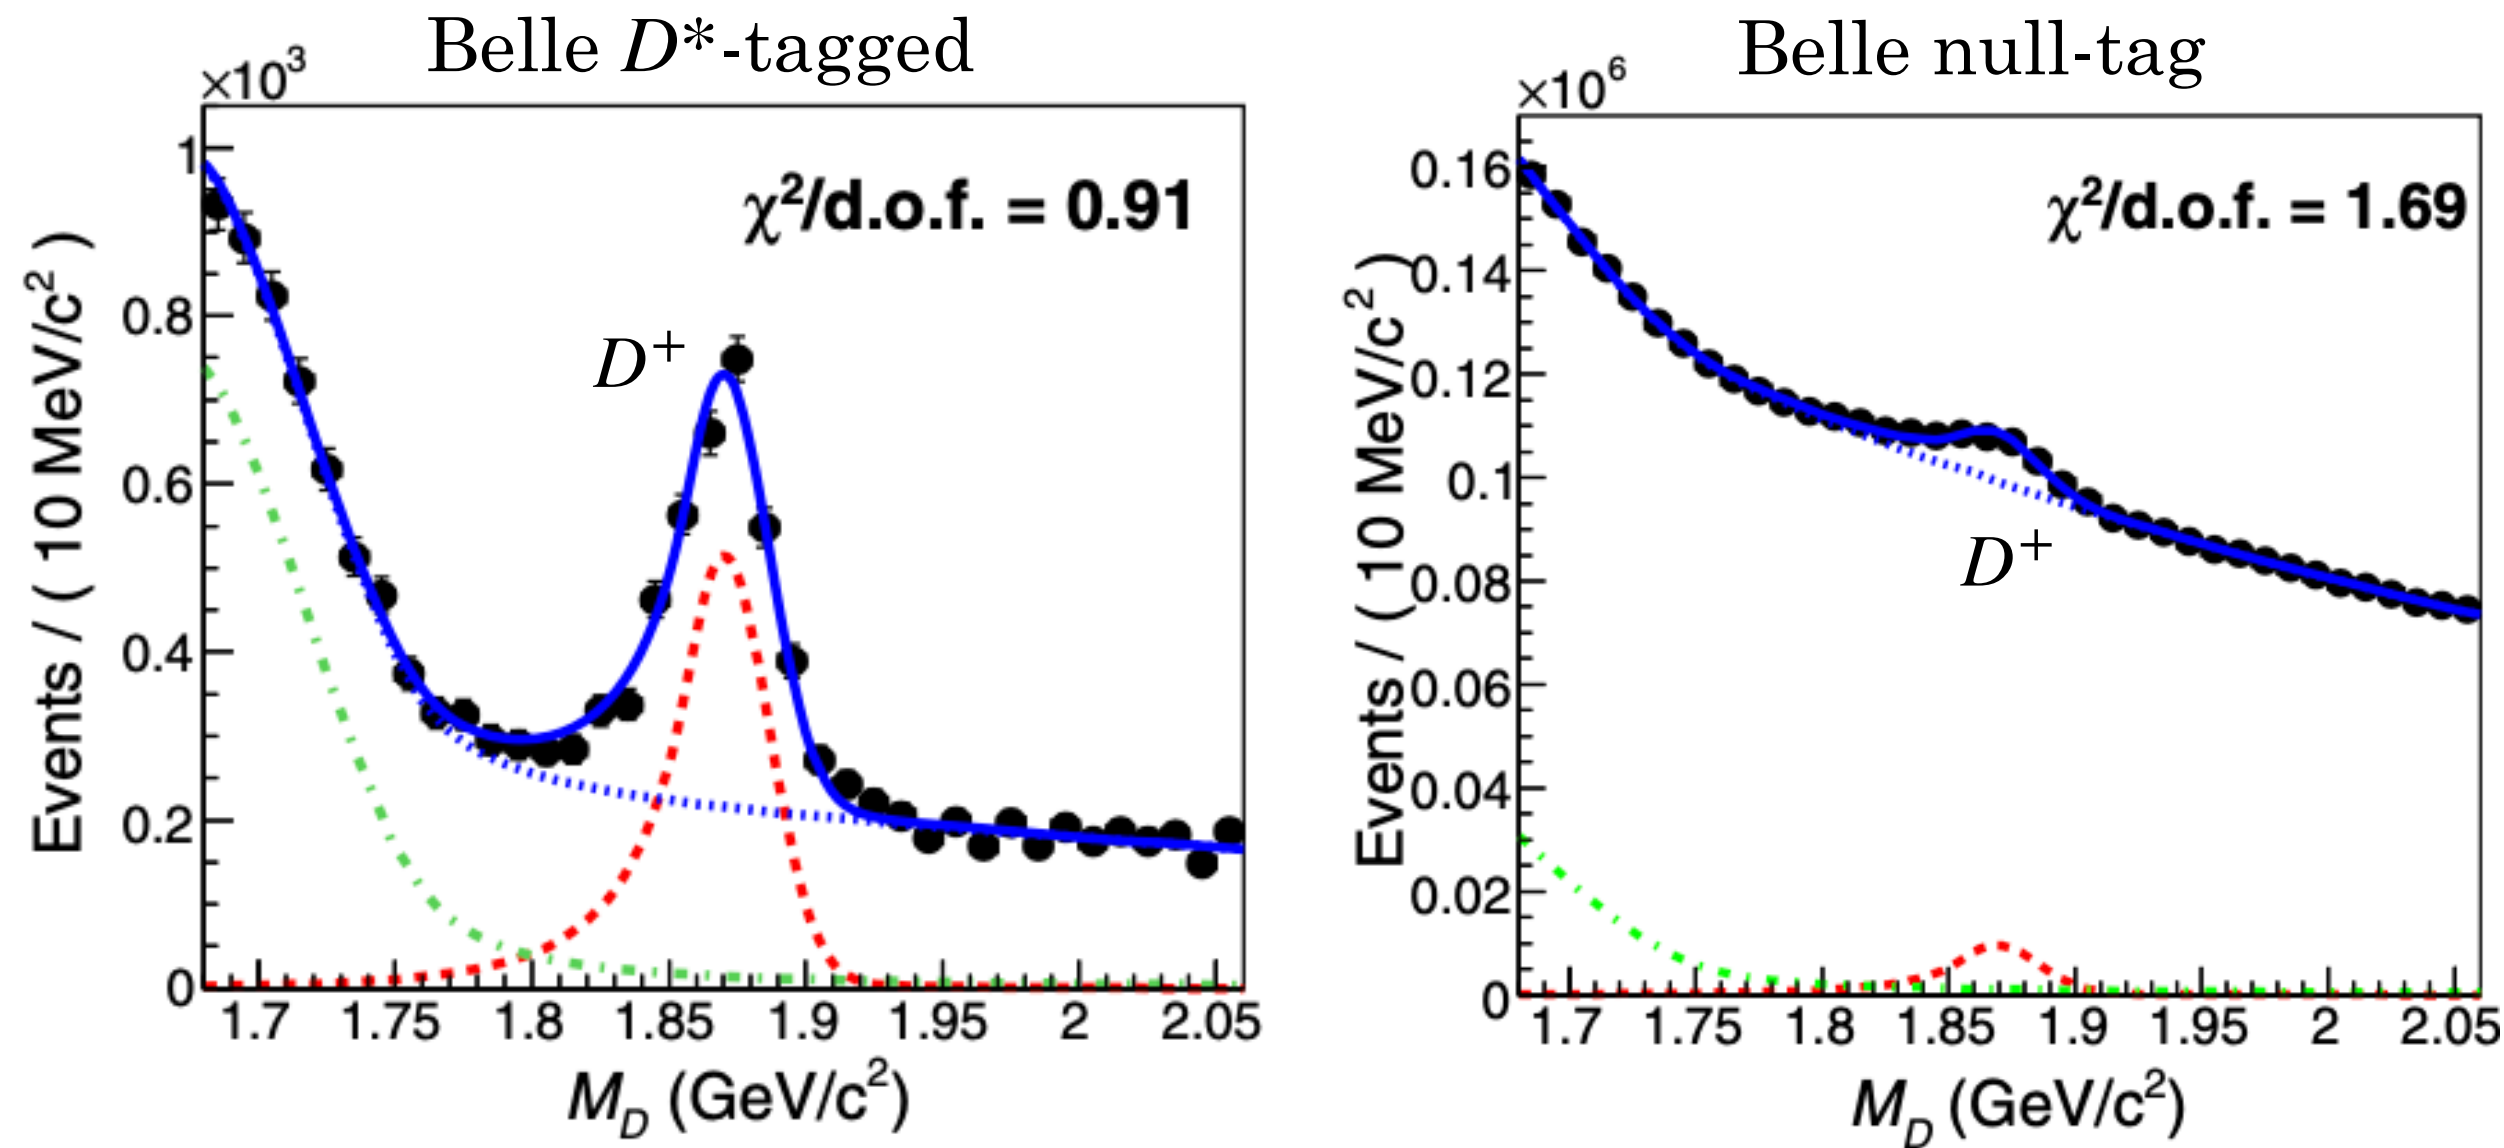 Belle D*-tagged
×10³
χ²/d.o.f. = 0.91
D⁺
Events / ( 10 MeV/c² )
1
0.8
0.6
0.4
0.2
0
1.7 1.75 1.8 1.85 1.9 1.95 2 2.05
M_D (GeV/c²)
Belle null-tag
×10⁶
χ²/d.o.f. = 1.69
D⁺
Events / ( 10 MeV/c² )
0.16
0.14
0.12
0.1
0.08
0.06
0.04
0.02
0
1.7 1.75 1.8 1.85 1.9 1.95 2 2.05
M_D (GeV/c²)